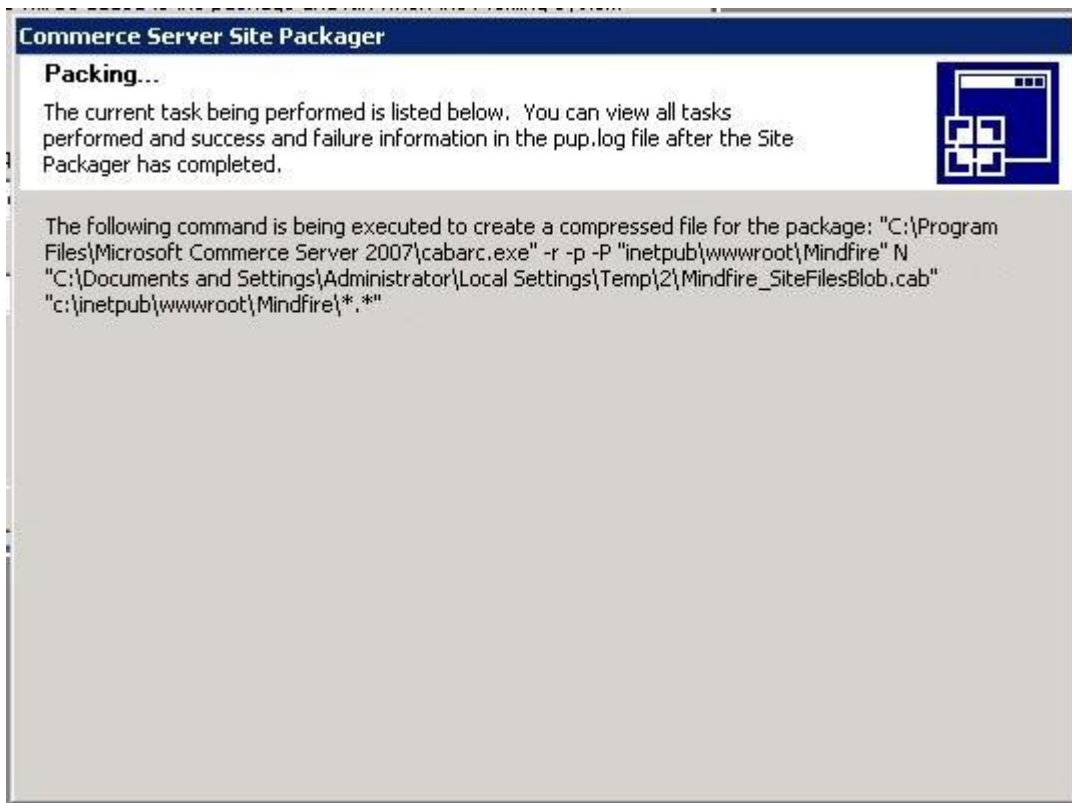 Commerce Server Site Packager
Packing...
The current task being performed is listed below.  You can view all tasks
performed and success and failure information in the pup.log file after the Site
Packager has completed.
The following command is being executed to create a compressed file for the package: "C:\Program
Files\Microsoft Commerce Server 2007\cabarc.exe" -r -p -P "inetpub\wwwroot\Mindfire" N
"C:\Documents and Settings\Administrator\Local Settings\Temp\2\Mindfire_SiteFilesBlob.cab"
"c:\inetpub\wwwroot\Mindfire\*.*"